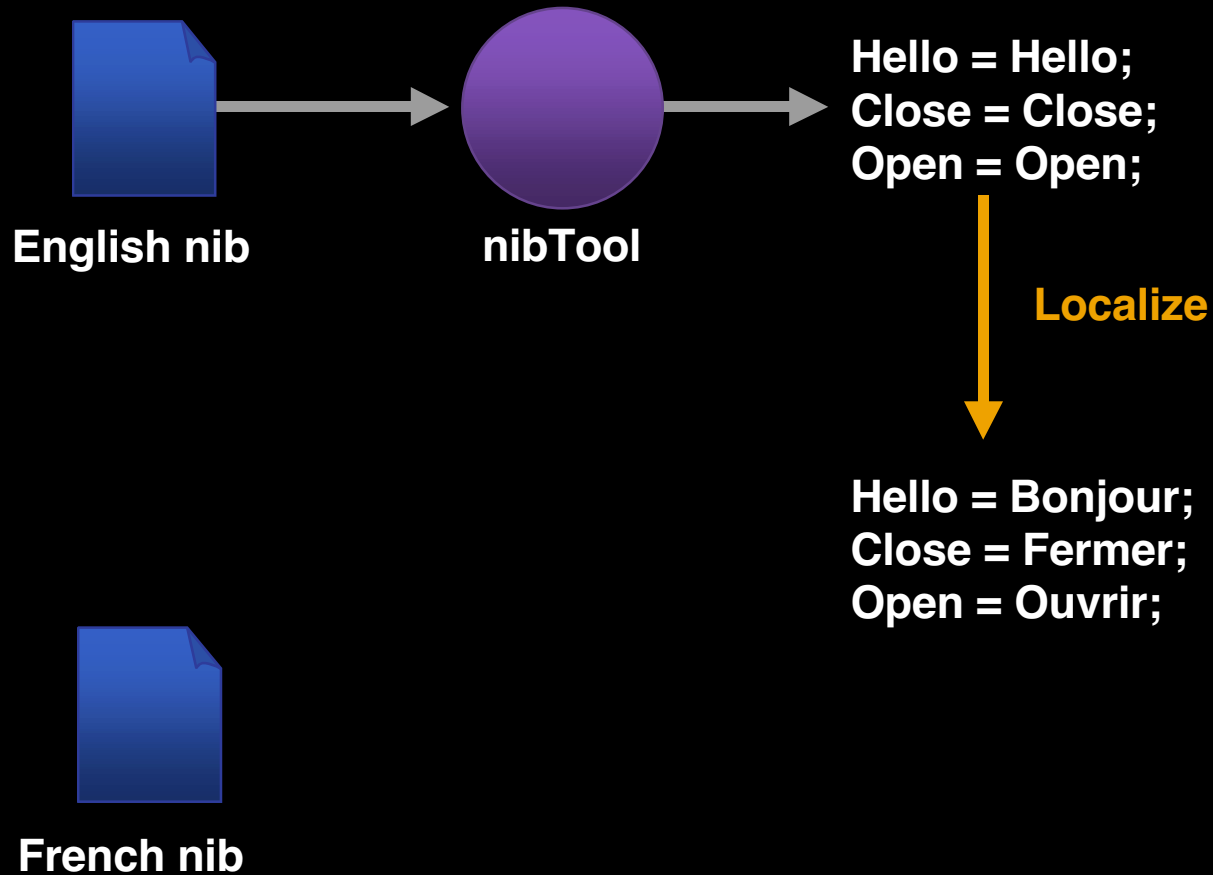 Hello = Hello;
Close = Close;
Open = Open;
English nib
nibTool
Localize
Hello = Bonjour;
Close = Fermer;
Open = Ouvrir;
French nib